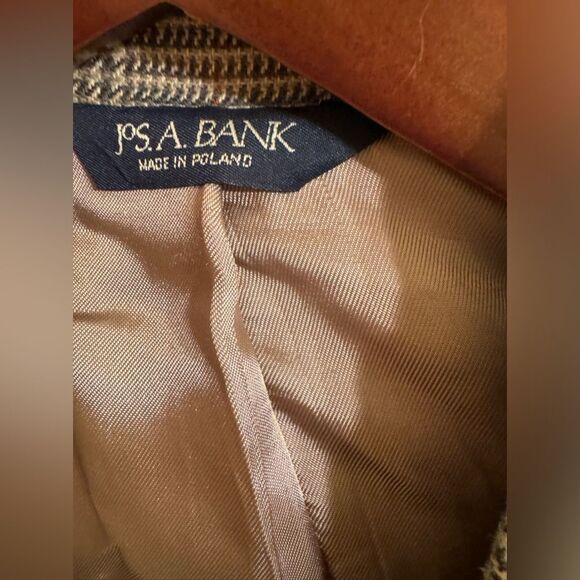 JOS. A. BANK
MADE IN POLAND